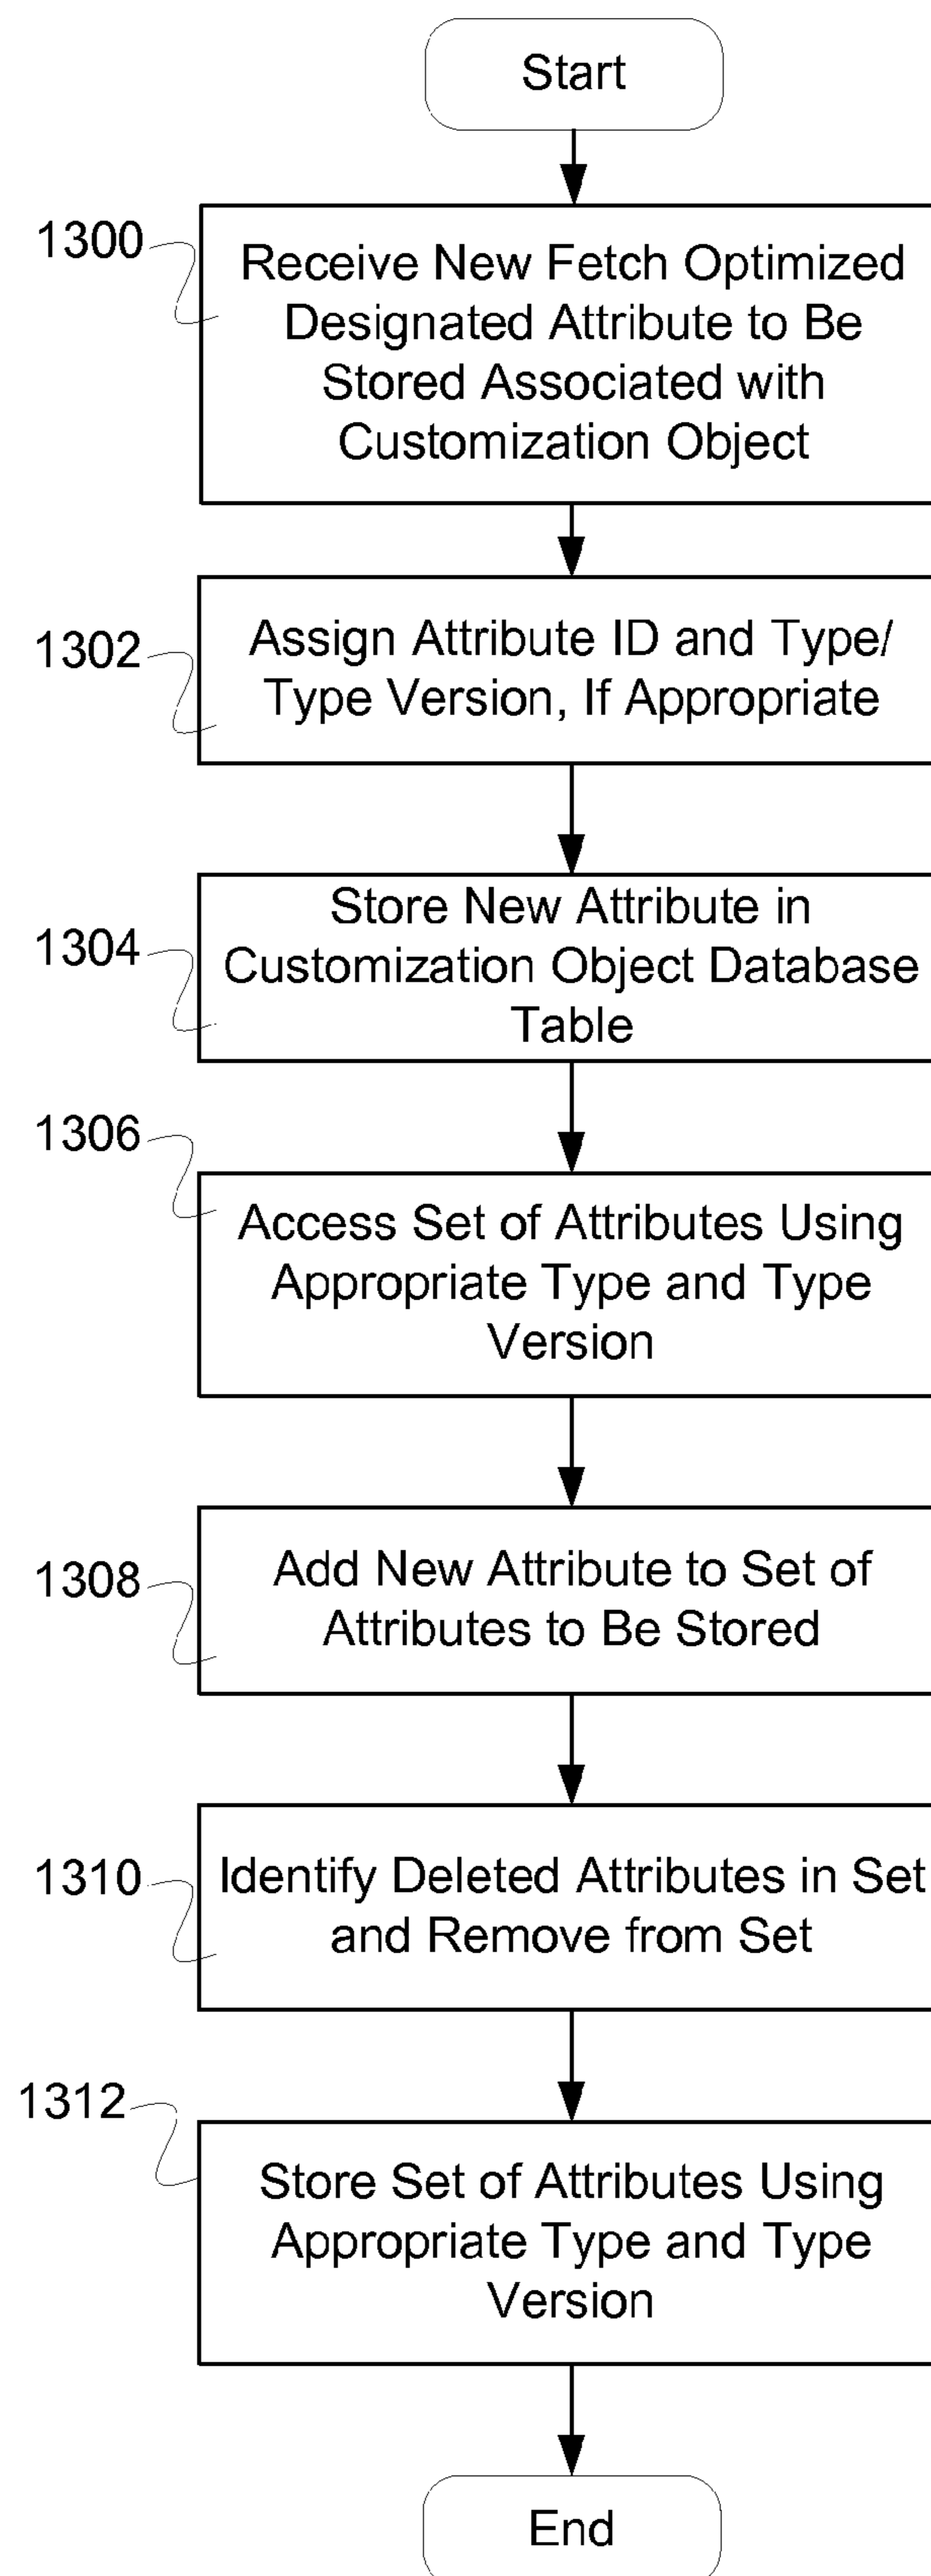 Start
1300
Receive New Fetch Optimized
Designated Attribute to Be
Stored Associated with
Customization Object
1302
Assign Attribute ID and Type/
Type Version, If Appropriate
1304
Store New Attribute in
Customization Object Database
Table
1306
Access Set of Attributes Using
Appropriate Type and Type
Version
1308
Add New Attribute to Set of
Attributes to Be Stored
1310
Identify Deleted Attributes in Set
and Remove from Set
1312
Store Set of Attributes Using
Appropriate Type and Type
Version
End